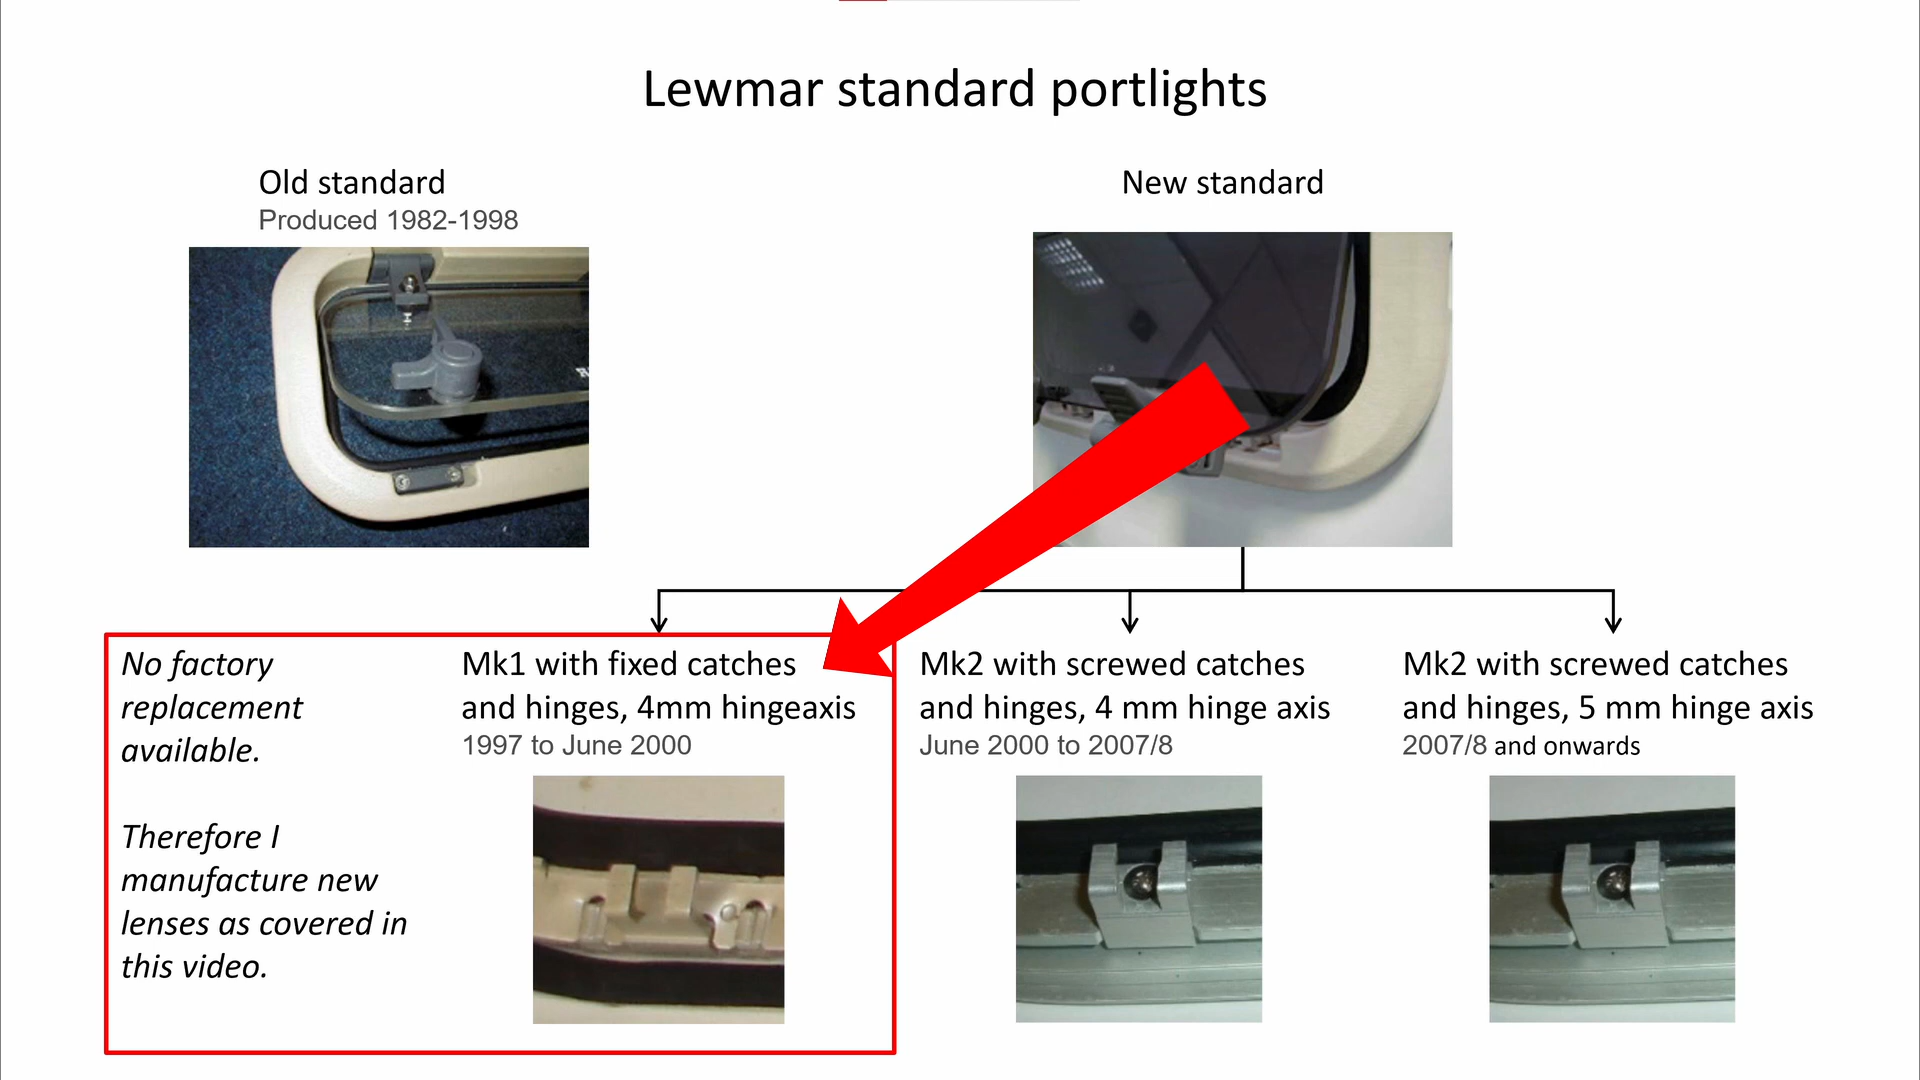 Lewmar standard portlights
Old standard
Produced 1982-1998
New standard
No factory
replacement
available.
Therefore I
manufacture new
lenses as covered in
this video.
Mk1 with fixed catches
and hinges, 4mm hingeaxis
1997 to June 2000
Mk2 with screwed catches
and hinges, 4 mm hinge axis
June 2000 to 2007/8
Mk2 with screwed catches
and hinges, 5 mm hinge axis
2007/8 and onwards